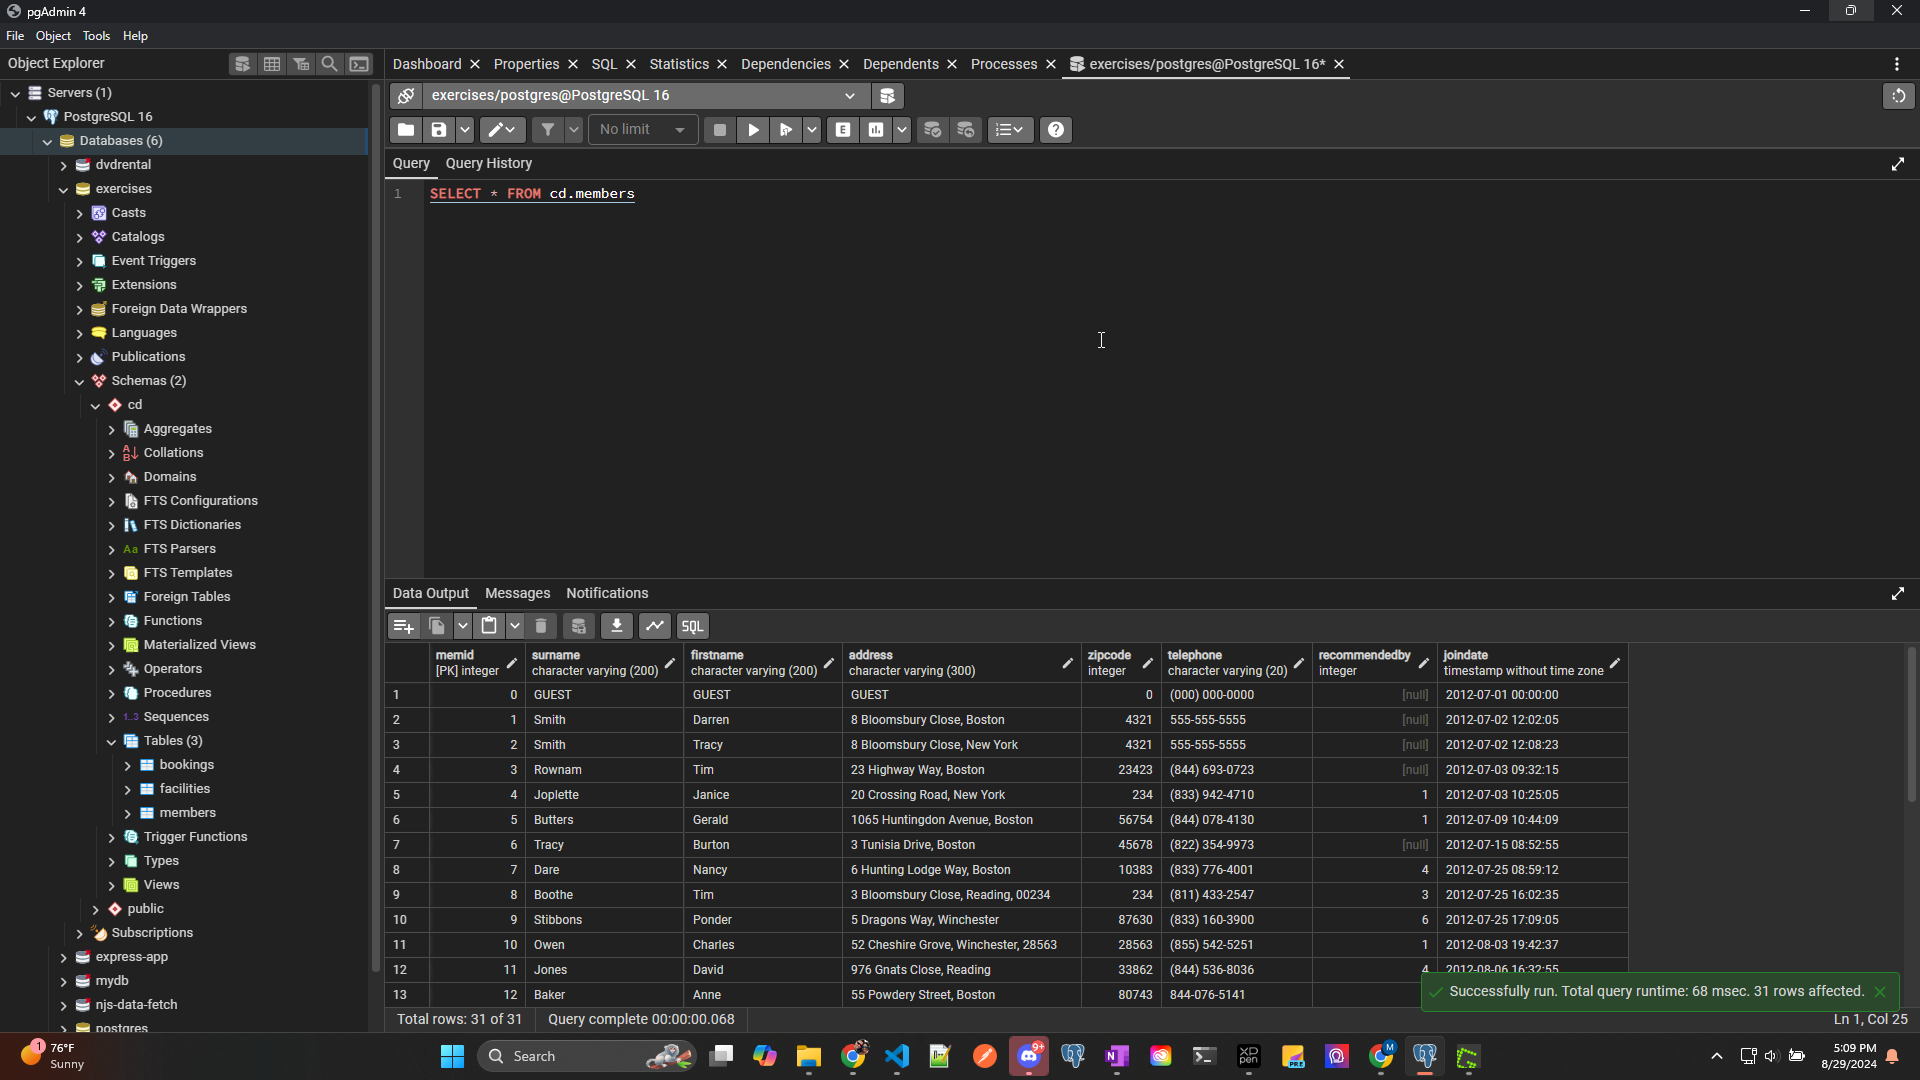 pgAdmin 4
File Object Tools Help
Object Explorer
Dashboard Properties SQL Statistics Dependencies Dependents Processes exercises/postgres@PostgreSQL 16*
Servers (1)
PostgreSQL 16
Databases (6)
dvdrental
exercises
Casts
Catalogs
Event Triggers
Extensions
Foreign Data Wrappers
Languages
Publications
Schemas (2)
cd
Aggregates
Collations
Domains
FTS Configurations
FTS Dictionaries
Aa FTS Parsers
FTS Templates
Foreign Tables
Functions
Materialized Views
Operators
Procedures
1..3 Sequences
Tables (3)
bookings
facilities
members
Trigger Functions
Types
Views
public
Subscriptions
express-app
mydb
njs-data-fetch
postgres
exercises/postgres@PostgreSQL 16
No limit E
Query Query History
1 SELECT * FROM cd.members
Data Output Messages Notifications
SQL
memid surname firstname address zipcode telephone recommendedby joindate
[PK] integer character varying (200) character varying (200) character varying (300) integer character varying (20) integer timestamp without time zone
1 0 GUEST GUEST GUEST 0 (000) 000-0000 [null] 2012-07-01 00:00:00
2 1 Smith Darren 8 Bloomsbury Close, Boston 4321 555-555-5555 [null] 2012-07-02 12:02:05
3 2 Smith Tracy 8 Bloomsbury Close, New York 4321 555-555-5555 [null] 2012-07-02 12:08:23
4 3 Rownam Tim 23 Highway Way, Boston 23423 (844) 693-0723 [null] 2012-07-03 09:32:15
5 4 Joplette Janice 20 Crossing Road, New York 234 (833) 942-4710 1 2012-07-03 10:25:05
6 5 Butters Gerald 1065 Huntingdon Avenue, Boston 56754 (844) 078-4130 1 2012-07-09 10:44:09
7 6 Tracy Burton 3 Tunisia Drive, Boston 45678 (822) 354-9973 [null] 2012-07-15 08:52:55
8 7 Dare Nancy 6 Hunting Lodge Way, Boston 10383 (833) 776-4001 4 2012-07-25 08:59:12
9 8 Boothe Tim 3 Bloomsbury Close, Reading, 00234 234 (811) 433-2547 3 2012-07-25 16:02:35
10 9 Stibbons Ponder 5 Dragons Way, Winchester 87630 (833) 160-3900 6 2012-07-25 17:09:05
11 10 Owen Charles 52 Cheshire Grove, Winchester, 28563 28563 (855) 542-5251 1 2012-08-03 19:42:37
12 11 Jones David 976 Gnats Close, Reading 33862 (844) 536-8036 4 2012-08-06 16:32:55
13 12 Baker Anne 55 Powdery Street, Boston 80743 844-076-5141
Successfully run. Total query runtime: 68 msec. 31 rows affected.
Total rows: 31 of 31 Query complete 00:00:00.068 Ln 1, Col 25
1 76°F
Sunny
Search
9+
PRE
XP
PEN
M
5:09 PM
8/29/2024